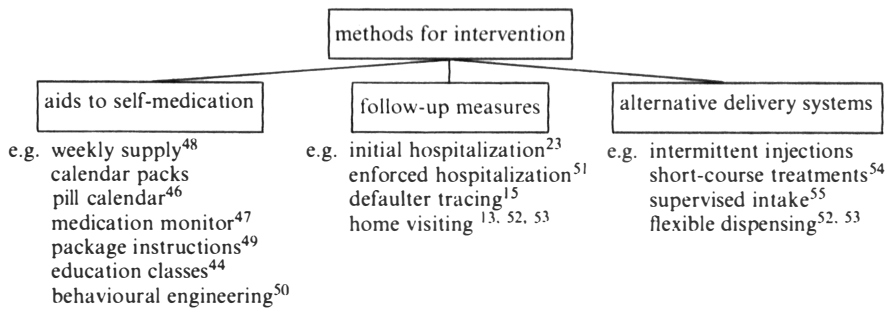 methods for intervention
aids to self-medication
e.g. weekly supply48
calendar packs
pill calendar46
medication monitor47
package instructions49
education classes44
behavioural engineering50
follow-up measures
e.g. initial hospitalization23
enforced hospitalization51
defaulter tracing15
home visiting 13, 52, 53
alternative delivery systems
e.g. intermittent injections
short-course treatments54
supervised intake55
flexible dispensing52, 53